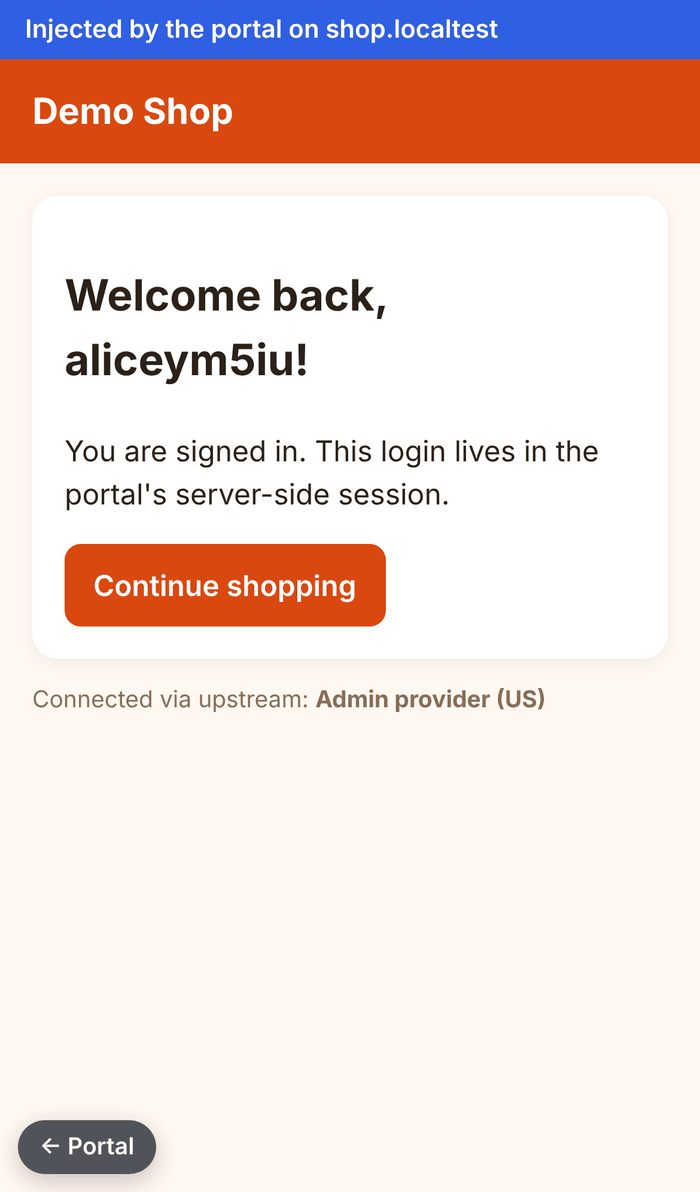 Injected by the portal on shop.localtest
Demo Shop
Welcome back,
aliceym5iu!
You are signed in. This login lives in the
portal's server-side session.
Continue shopping
Connected via upstream: Admin provider (US)
← Portal